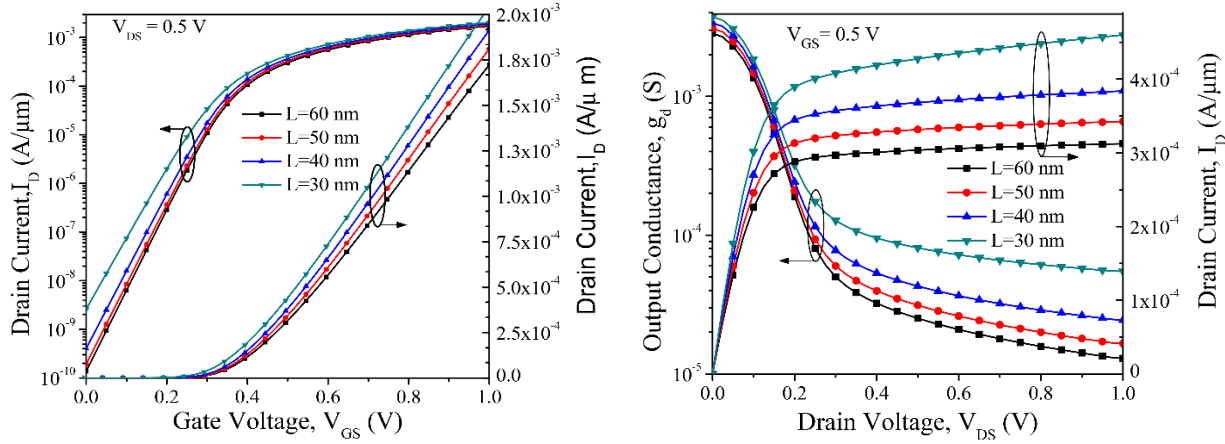 V_DS = 0.5 V
Drain Current,I_D (A/μm)
10⁻³
10⁻⁴
10⁻⁵
10⁻⁶
10⁻⁷
10⁻⁸
10⁻⁹
10⁻¹⁰
L=60 nm
L=50 nm
L=40 nm
L=30 nm
2.0x10⁻³
1.8x10⁻³
1.5x10⁻³
1.3x10⁻³
1.0x10⁻³
7.5x10⁻⁴
5.0x10⁻⁴
2.5x10⁻⁴
0.0
Drain Current,I_D (A/μ m)
0.0 0.2 0.4 0.6 0.8 1.0
Gate Voltage, V_GS (V)
V_GS= 0.5 V
Output Conductance, g_d (S)
10⁻³
10⁻⁴
10⁻⁵
L=60 nm
L=50 nm
L=40 nm
L=30 nm
4x10⁻⁴
3x10⁻⁴
2x10⁻⁴
1x10⁻⁴
0
Drain Current, I_D (A/μm)
0.0 0.2 0.4 0.6 0.8 1.0
Drain Voltage, V_DS (V)